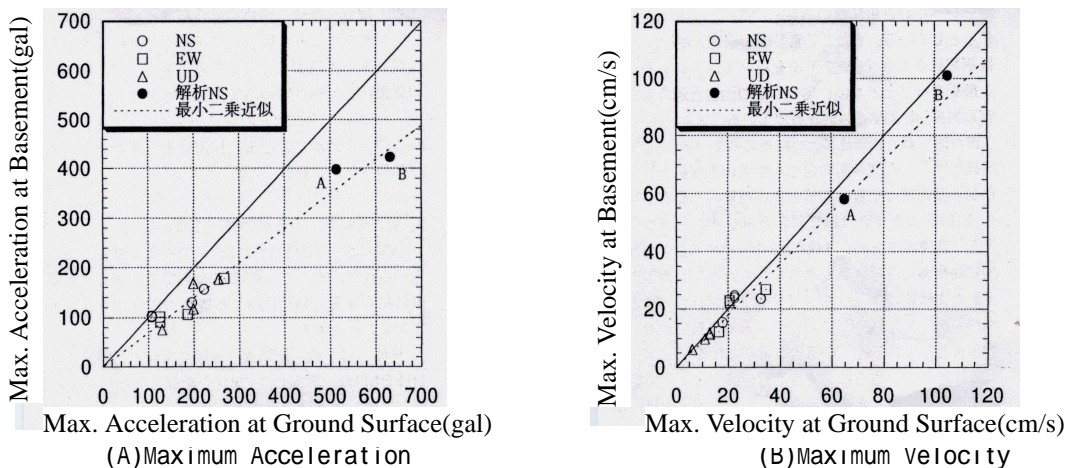 Max. Acceleration at Basement(gal)
700
600
500
400
300
200
100
0
NS
EW
UD
解析NS
最小二乗近似
A
B
0 100 200 300 400 500 600 700
Max. Acceleration at Ground Surface(gal)
(A)Maximum Acceleration
Max. Velocity at Basement(cm/s)
120
100
80
60
40
20
0
NS
EW
UD
解析NS
最小二乗近似
B
A
0 20 40 60 80 100 120
Max. Velocity at Ground Surface(cm/s)
(B)Maximum Velocity